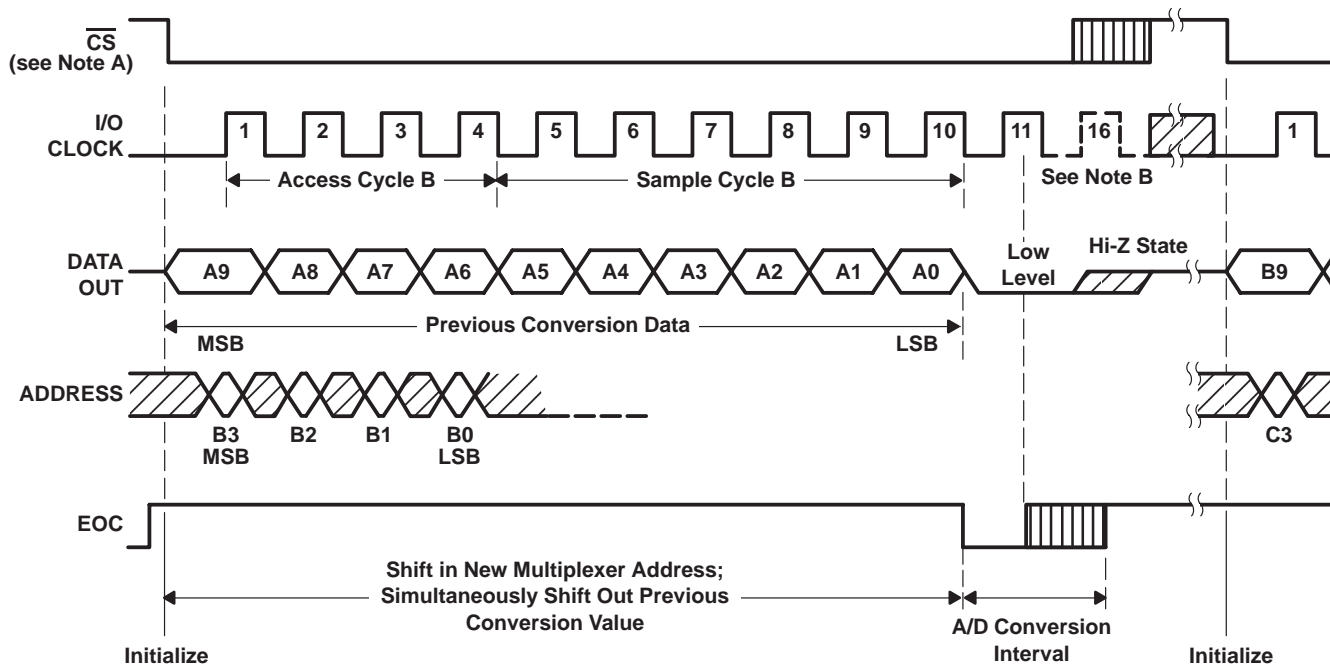 CS
(see Note A)
I/O
CLOCK
1 2 3 4 5 6 7 8 9 10 11 16 1
Access Cycle B
Sample Cycle B
See Note B
DATA
OUT
A9 A8 A7 A6 A5 A4 A3 A2 A1 A0
Low
Level
Hi-Z State
B9
Previous Conversion Data
MSB
LSB
ADDRESS
B3
MSB
B2
B1
B0
LSB
C3
EOC
Shift in New Multiplexer Address;
Simultaneously Shift Out Previous
Conversion Value
A/D Conversion
Interval
Initialize
Initialize